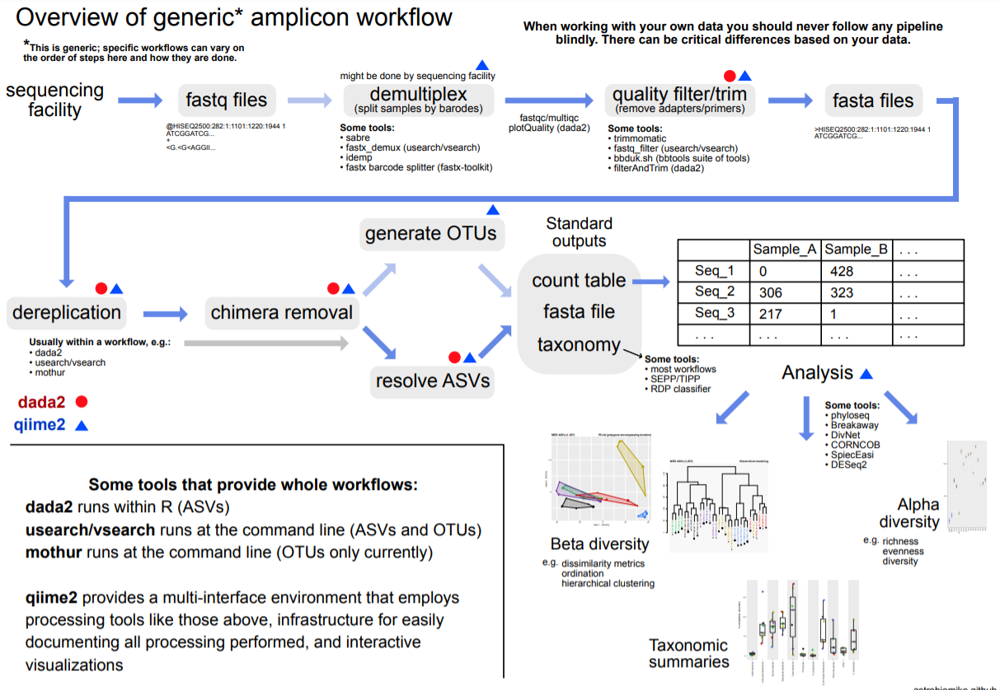 Overview of generic* amplicon workflow
*This is generic; specific workflows can vary on
the order of steps here and how they are done.
When working with your own data you should never follow any pipeline
blindly. There can be critical differences based on your data.
sequencing
facility
fastq files
@HISEQ2500:282:1:1101:1220:1944 1
ATCGGATCG...
+
<G.<G<AGGII...
might be done by sequencing facility
demultiplex
(split samples by barodes)
Some tools:
• sabre
• fastx_demux (usearch/vsearch)
• idemp
• fastx barcode splitter (fastx-toolkit)
fastqc/multiqc
plotQuality (dada2)
quality filter/trim
(remove adapters/primers)
Some tools:
• trimmomatic
• fastq_filter (usearch/vsearch)
• bbduk.sh (bbtools suite of tools)
• filterAndTrim (dada2)
fasta files
>HISEQ2500:282:1:1101:1220:1944 1
ATCGGATCG...
dereplication
Usually within a workflow, e.g.:
• dada2
• usearch/vsearch
• mothur
chimera removal
generate OTUs
resolve ASVs
Standard
outputs
count table
fasta file
taxonomy
Sample_A Sample_B . . .
Seq_1 0 428 . . .
Seq_2 306 323 . . .
Seq_3 217 1 . . .
. . . . . . . . . . . .
Some tools:
• most workflows
• SEPP/TIPP
• RDP classifier
dada2
qiime2
Analysis
Some tools:
• phyloseq
• Breakaway
• DivNet
• CORNCOB
• SpiecEasi
• DESeq2
Beta diversity
e.g. dissimilarity metrics
ordination
hierarchical clustering
Alpha
diversity
e.g. richness
evenness
diversity
Taxonomic
summaries
Some tools that provide whole workflows:
dada2 runs within R (ASVs)
usearch/vsearch runs at the command line (ASVs and OTUs)
mothur runs at the command line (OTUs only currently)
qiime2 provides a multi-interface environment that employs
processing tools like those above, infrastructure for easily
documenting all processing performed, and interactive
visualizations